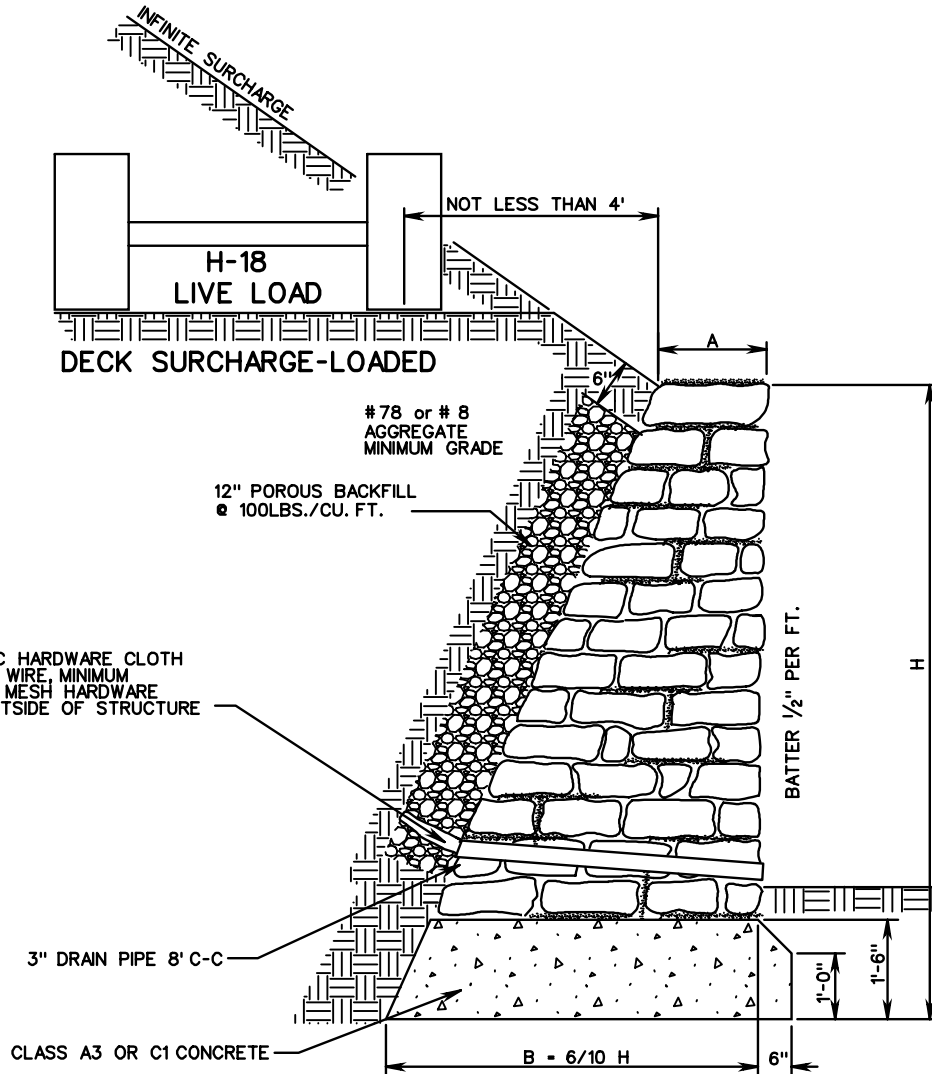 INFINITE SURCHARGE
NOT LESS THAN 4'
H-18
LIVE LOAD
A
DECK SURCHARGE-LOADED
6"
#78 or # 8
AGGREGATE
MINIMUM GRADE
12" POROUS BACKFILL
@ 100LBS./CU. FT.
BATTER 1/2" PER FT.
H
C HARDWARE CLOTH
WIRE, MINIMUM
MESH HARDWARE
TSIDE OF STRUCTURE
3" DRAIN PIPE 8' C-C
1'-0"
1'-6"
CLASS A3 OR C1 CONCRETE
B = 6/10 H
6"